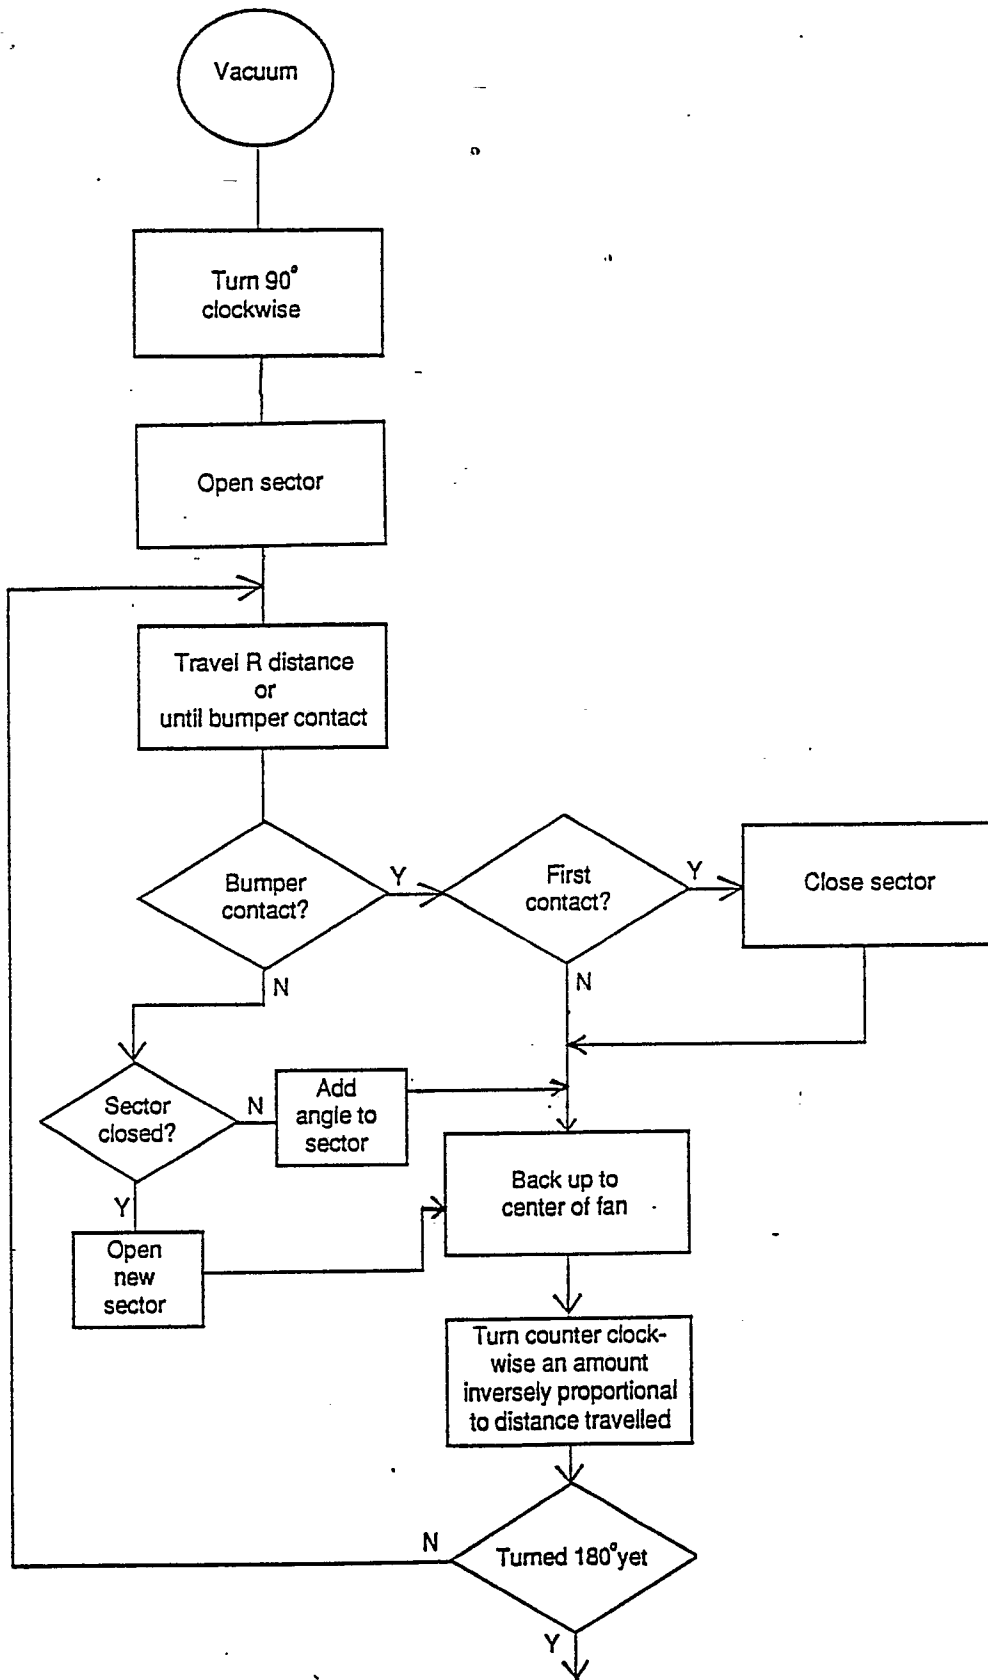 Vacuum
Turn 90°
clockwise
Open sector
Travel R distance
or
until bumper contact
Bumper
contact?
Y
First
contact?
Y
Close sector
N
N
Sector
closed?
N
Add
angle to
sector
Y
Open
new
sector
Back up to
center of fan
Turn counter clock-
wise an amount
inversely proportional
to distance travelled
N
Turned 180° yet
Y